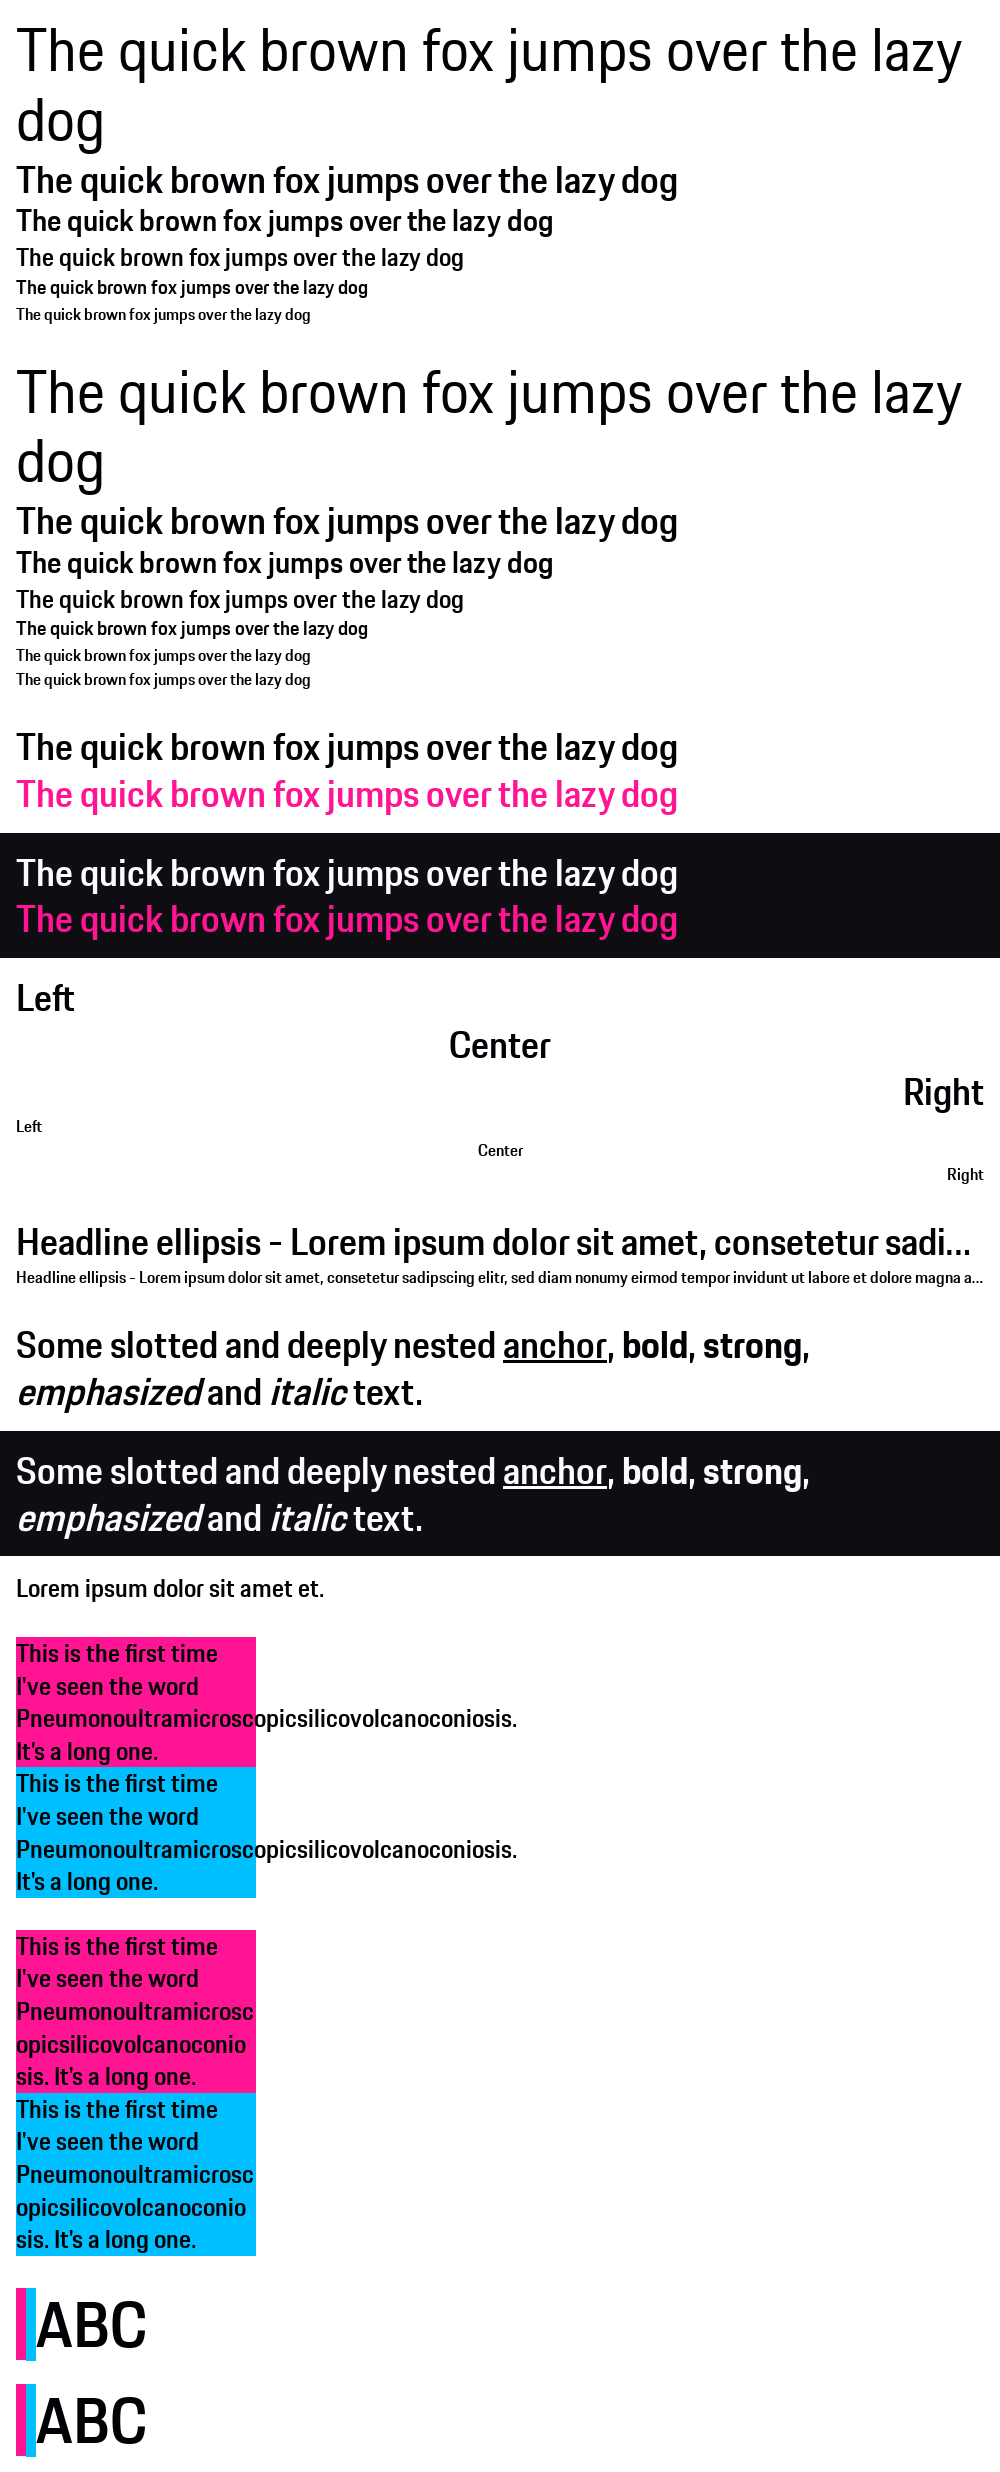 The quick brown fox jumps over the lazy
dog
The quick brown fox jumps over the lazy dog
The quick brown fox jumps over the lazy dog
The quick brown fox jumps over the lazy dog
The quick brown fox jumps over the lazy dog
The quick brown fox jumps over the lazy dog
The quick brown fox jumps over the lazy
dog
The quick brown fox jumps over the lazy dog
The quick brown fox jumps over the lazy dog
The quick brown fox jumps over the lazy dog
The quick brown fox jumps over the lazy dog
The quick brown fox jumps over the lazy dog
The quick brown fox jumps over the lazy dog
The quick brown fox jumps over the lazy dog
The quick brown fox jumps over the lazy dog
The quick brown fox jumps over the lazy dog
The quick brown fox jumps over the lazy dog
Left
Center
Right
Left
Center
Right
Headline ellipsis - Lorem ipsum dolor sit amet, consetetur sadi...
Headline ellipsis - Lorem ipsum dolor sit amet, consetetur sadipscing elitr, sed diam nonumy eirmod tempor invidunt ut labore et dolore magna a...
Some slotted and deeply nested anchor, bold, strong,
emphasized and italic text.
Some slotted and deeply nested anchor, bold, strong,
emphasized and italic text.
Lorem ipsum dolor sit amet et.
This is the first time
I've seen the word
Pneumonoultramicroscopicsilicovolcanoconiosis.
It's a long one.
This is the first time
I've seen the word
Pneumonoultramicroscopicsilicovolcanoconiosis.
It's a long one.
This is the first time
I've seen the word
Pneumonoultramicrosc
opicsilicovolcanoconio
sis. It's a long one.
This is the first time
I've seen the word
Pneumonoultramicrosc
opicsilicovolcanoconio
sis. It's a long one.
ABC
ABC